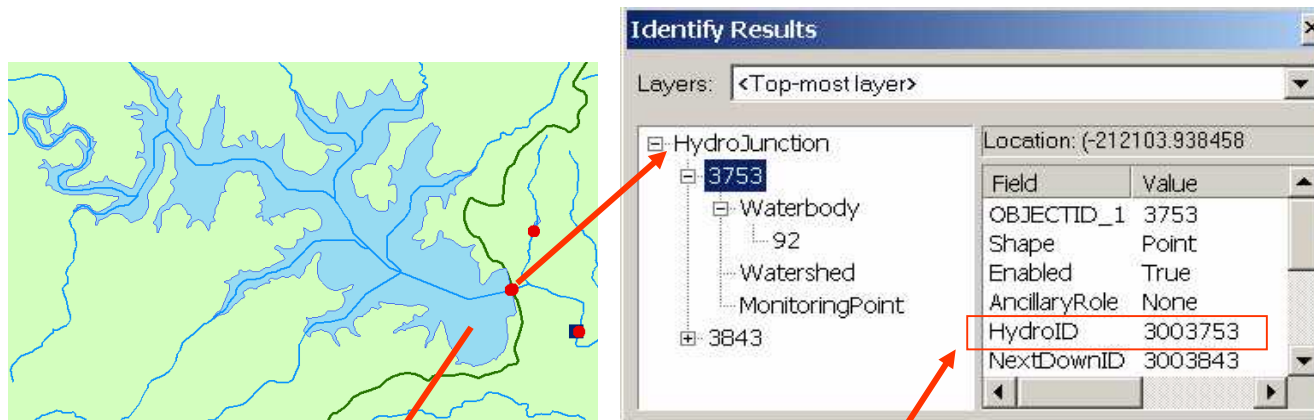 Identify Results
Layers: <Top-most layer>
HydroJunction
3753
Waterbody
92
Watershed
MonitoringPoint
3843
Location: (-212103.938458
Field Value
OBJECTID_1 3753
Shape Point
Enabled True
AncillaryRole None
HydroID 3003753
NextDownID 3003843